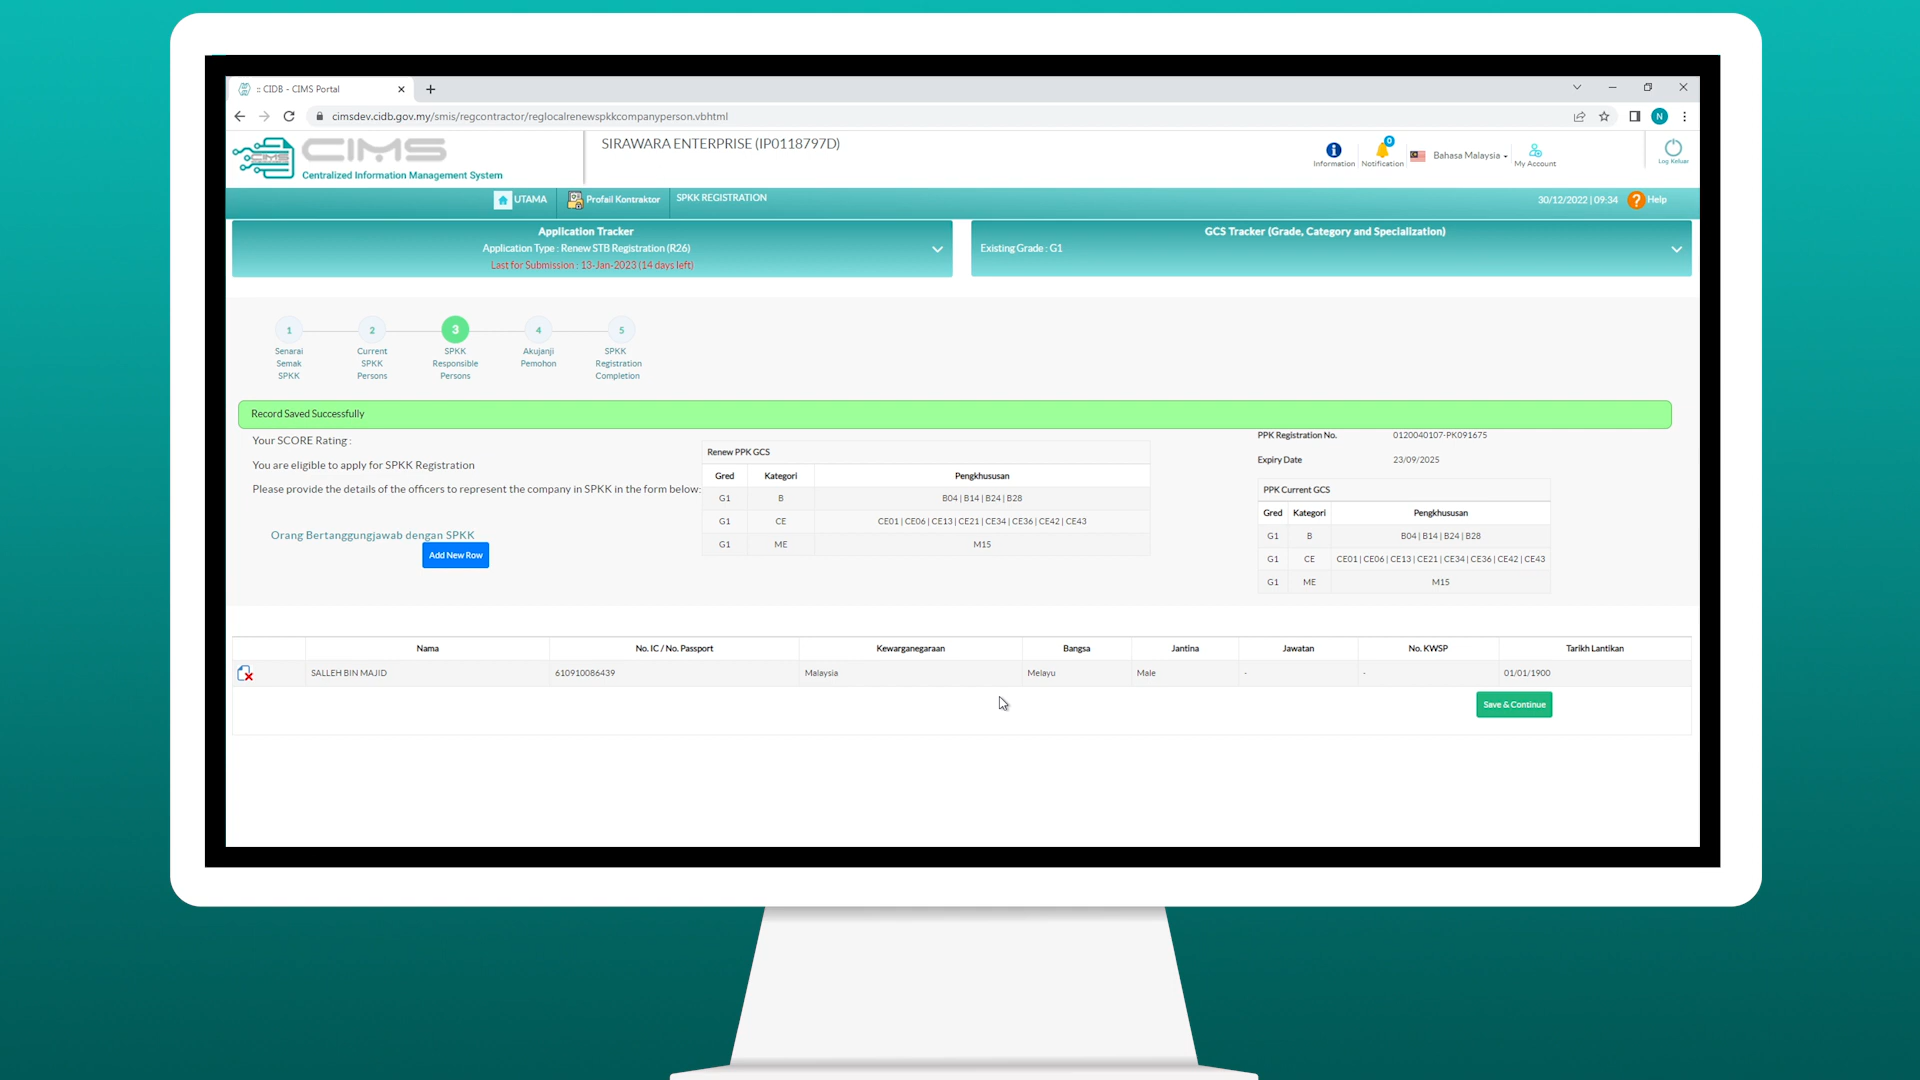 :: CIDB - CIMS Portal
cimsdev.cidb.gov.my/smis/regcontractor/reglocalrenewspkkcompanyperson.vbhtml
N
CIMS
CIMS
Centralized Information Management System
SIRAWARA ENTERPRISE (IP0118797D)
Information
0
Notification
Bahasa Malaysia
My Account
Log Keluar
UTAMA
Profail Kontraktor
SPKK REGISTRATION
30/12/2022 | 09:34
? Help
Application Tracker
Application Type : Renew STB Registration (R26)
Last for Submission : 13-Jan-2023 (14 days left)
GCS Tracker (Grade, Category and Specialization)
Existing Grade : G1
1 2 3 4 5
Senarai Semak SPKK
Current SPKK Persons
SPKK Responsible Persons
Akujanji Pemohon
SPKK Registration Completion
Record Saved Successfully
Your SCORE Rating :
You are eligible to apply for SPKK Registration
Please provide the details of the officers to represent the company in SPKK in the form below:
Orang Bertanggungjawab dengan SPKK
Add New Row
Renew PPK GCS
Gred Kategori Pengkhususan
G1 B B04 | B14 | B24 | B28
G1 CE CE01 | CE06 | CE13 | CE21 | CE34 | CE36 | CE42 | CE43
G1 ME M15
PPK Registration No. 0120040107-PK091675
Expiry Date 23/09/2025
PPK Current GCS
Gred Kategori Pengkhususan
G1 B B04 | B14 | B24 | B28
G1 CE CE01 | CE06 | CE13 | CE21 | CE34 | CE36 | CE42 | CE43
G1 ME M15
Nama No. IC / No. Passport Kewarganegaraan Bangsa Jantina Jawatan No. KWSP Tarikh Lantikan
SALLEH BIN MAJID 610910086439 Malaysia Melayu Male - - 01/01/1900
Save & Continue